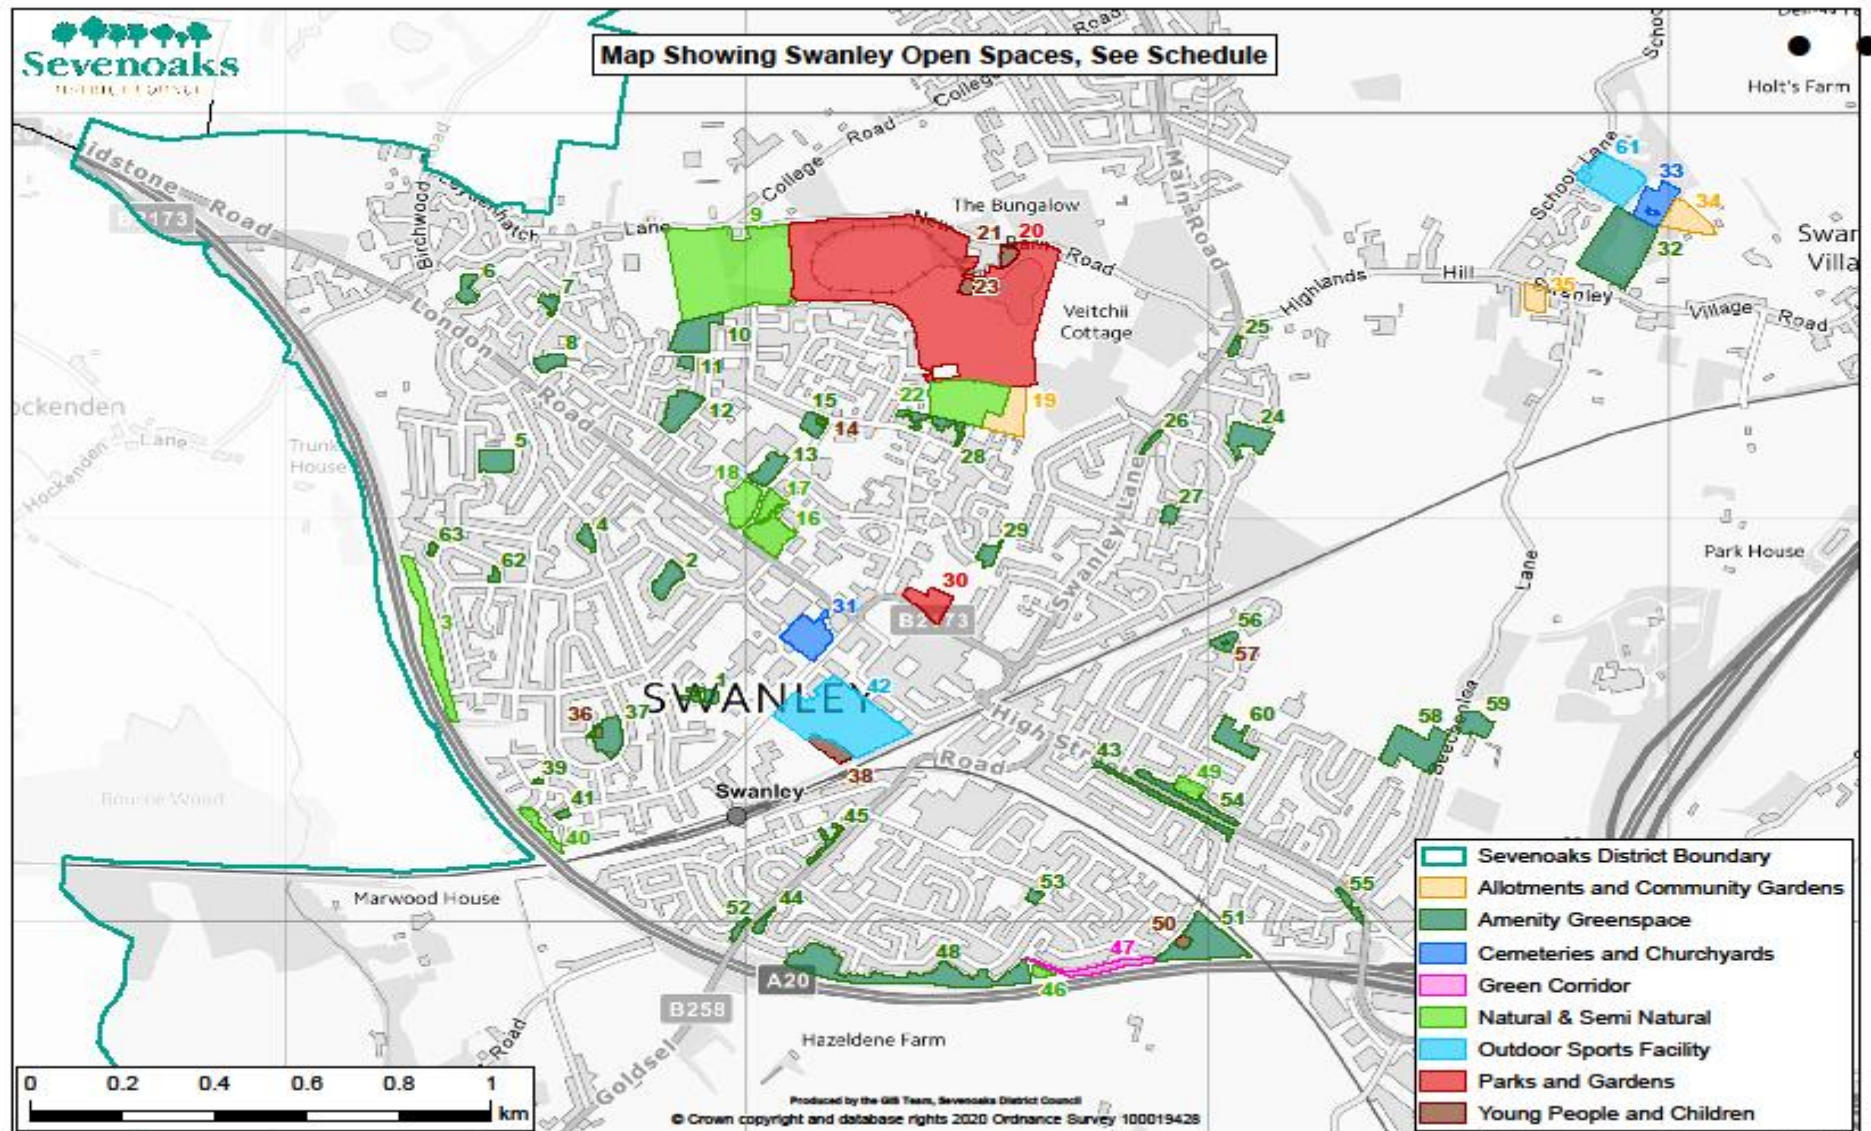 Map Showing Swanley Open Spaces, See Schedule
Sevenoaks
DISTRICT COUNCIL
Holt's Farm
Road
College
College Road
Lane
Birchwood
London Road
B2173
Main Road
The Bungalow
Road
Veitchii
Cottage
Highlands
Hill
School Lane
Swanley
Village Road
61
33
34
32
35
9
21
20
23
6
7
8
10
11
12
15
14
22
19
28
25
26
24
27
5
13
18
17
16
63
4
62
2
29
30
31
B2173
3
Hockenden
Lane
Trunk
House
Swanley Lane
Park House
Lane
56
57
SWANLEY
1
42
36
37
38
39
41
40
Swanley
High Street
Road
60
58
59
43
49
54
45
Bourne Wood
Marwood House
52
44
53
55
50
51
48
47
46
A20
B258
Hazeldene Farm
Road
0 0.2 0.4 0.6 0.8 1
km
Produced by the GIS Team, Sevenoaks District Council
© Crown copyright and database rights 2020 Ordnance Survey 100019428
Sevenoaks District Boundary
Allotments and Community Gardens
Amenity Greenspace
Cemeteries and Churchyards
Green Corridor
Natural & Semi Natural
Outdoor Sports Facility
Parks and Gardens
Young People and Children